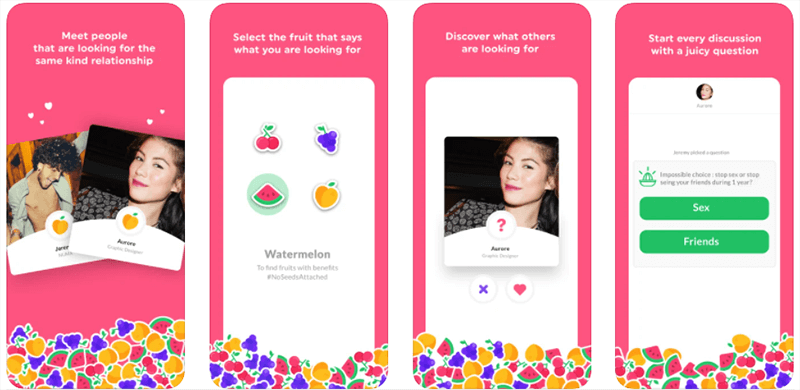 Meet people
that are looking for the
same kind relationship
Aurore
Graphic Designer
Select the fruit that says
what you are looking for
Watermelon
To find fruits with benefits
#NoSeedsAttached
Discover what others
are looking for
?
Aurore
Graphic Designer
Start every discussion
with a juicy question
Aurore
Jammy picked a question
Impossible choice : stop sex or stop
seing your friends during 1 year?
Sex
Friends